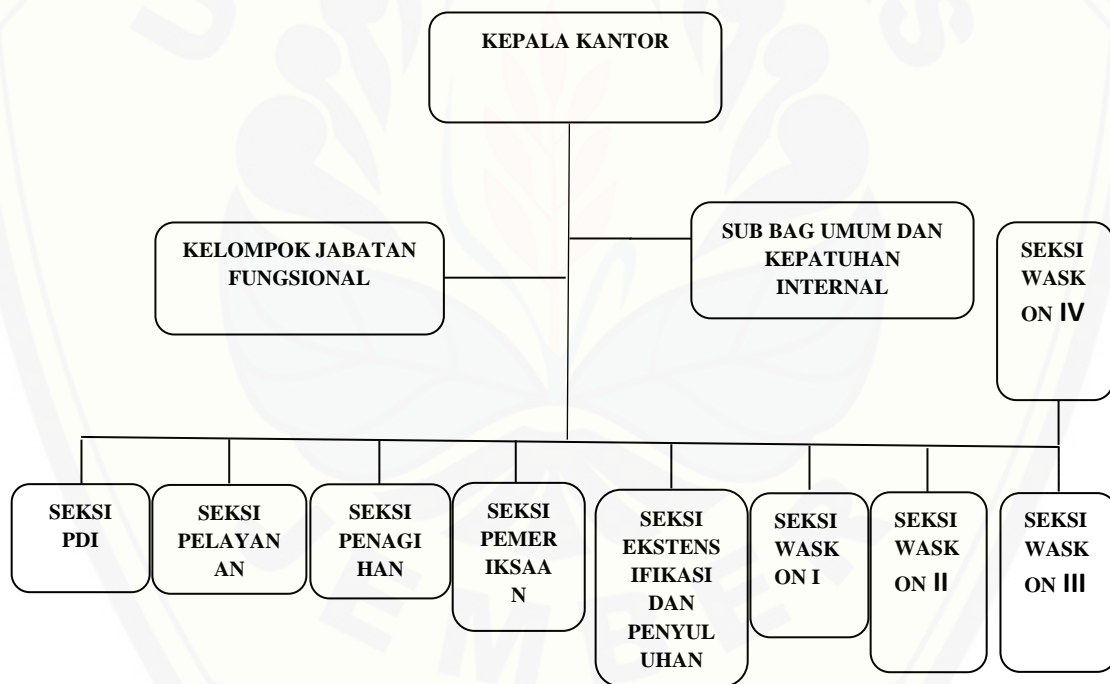 KEPALA KANTOR
KELOMPOK JABATAN
FUNGSIONAL
SUB BAG UMUM DAN
KEPATUHAN
INTERNAL
SEKSI
WASK
ON IV
SEKSI
PDI
SEKSI
PELAYAN
AN
SEKSI
PENAGI
HAN
SEKSI
PEMER
IKSAA
N
SEKSI
EKSTENS
IFIKASI
DAN
PENYUL
UHAN
SEKSI
WASK
ON I
SEKSI
WASK
ON II
SEKSI
WASK
ON III